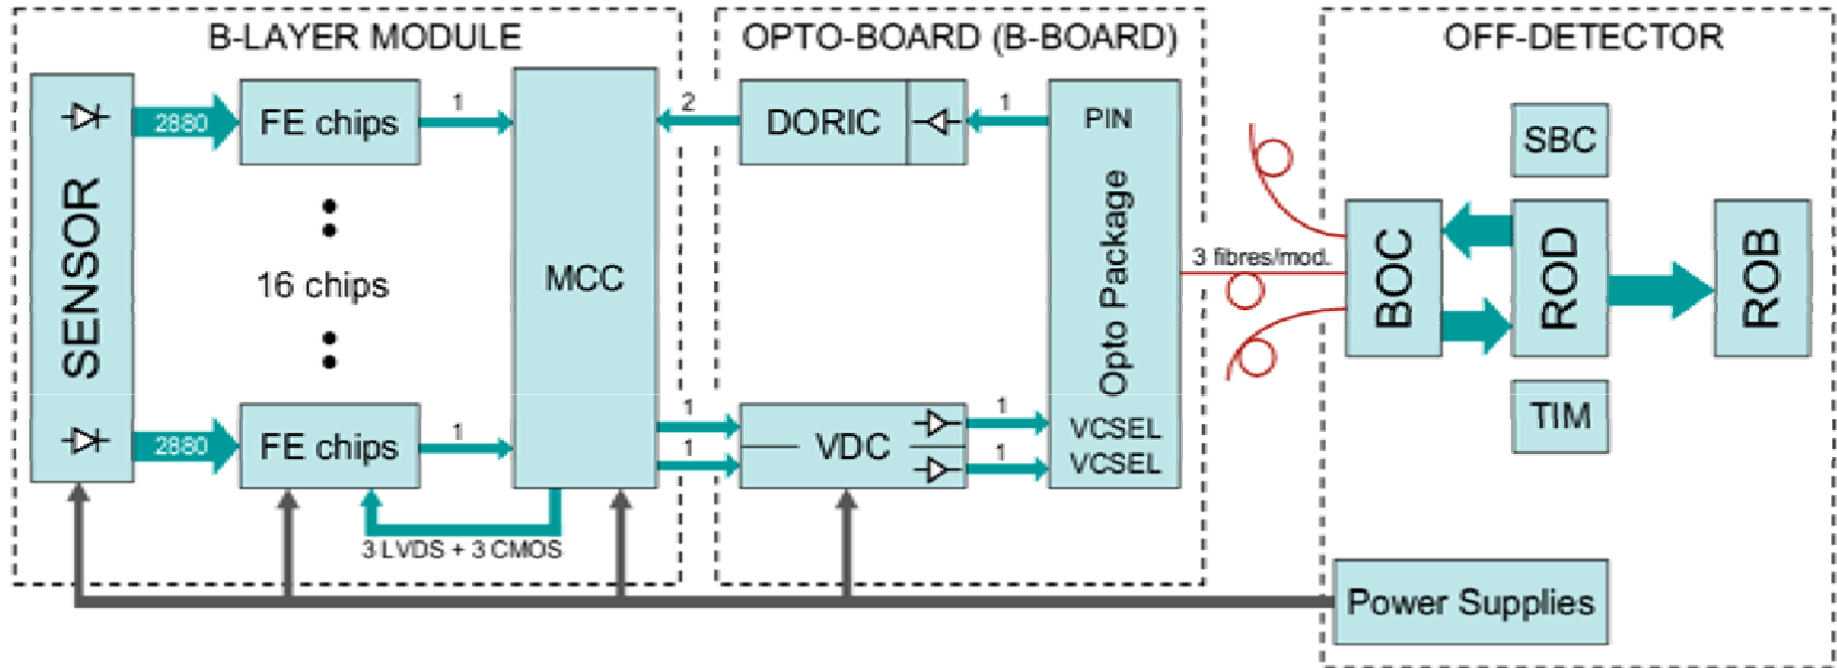 B-LAYER MODULE
SENSOR
2880
FE chips
1
16 chips
2880
FE chips
1
MCC
3 LVDS + 3 CMOS
OPTO-BOARD (B-BOARD)
2
DORIC
1
PIN
Opto Package
1
1
VDC
1
1
VCSEL
VCSEL
3 fibres/mod.
OFF-DETECTOR
SBC
BOC
ROD
ROB
TIM
Power Supplies